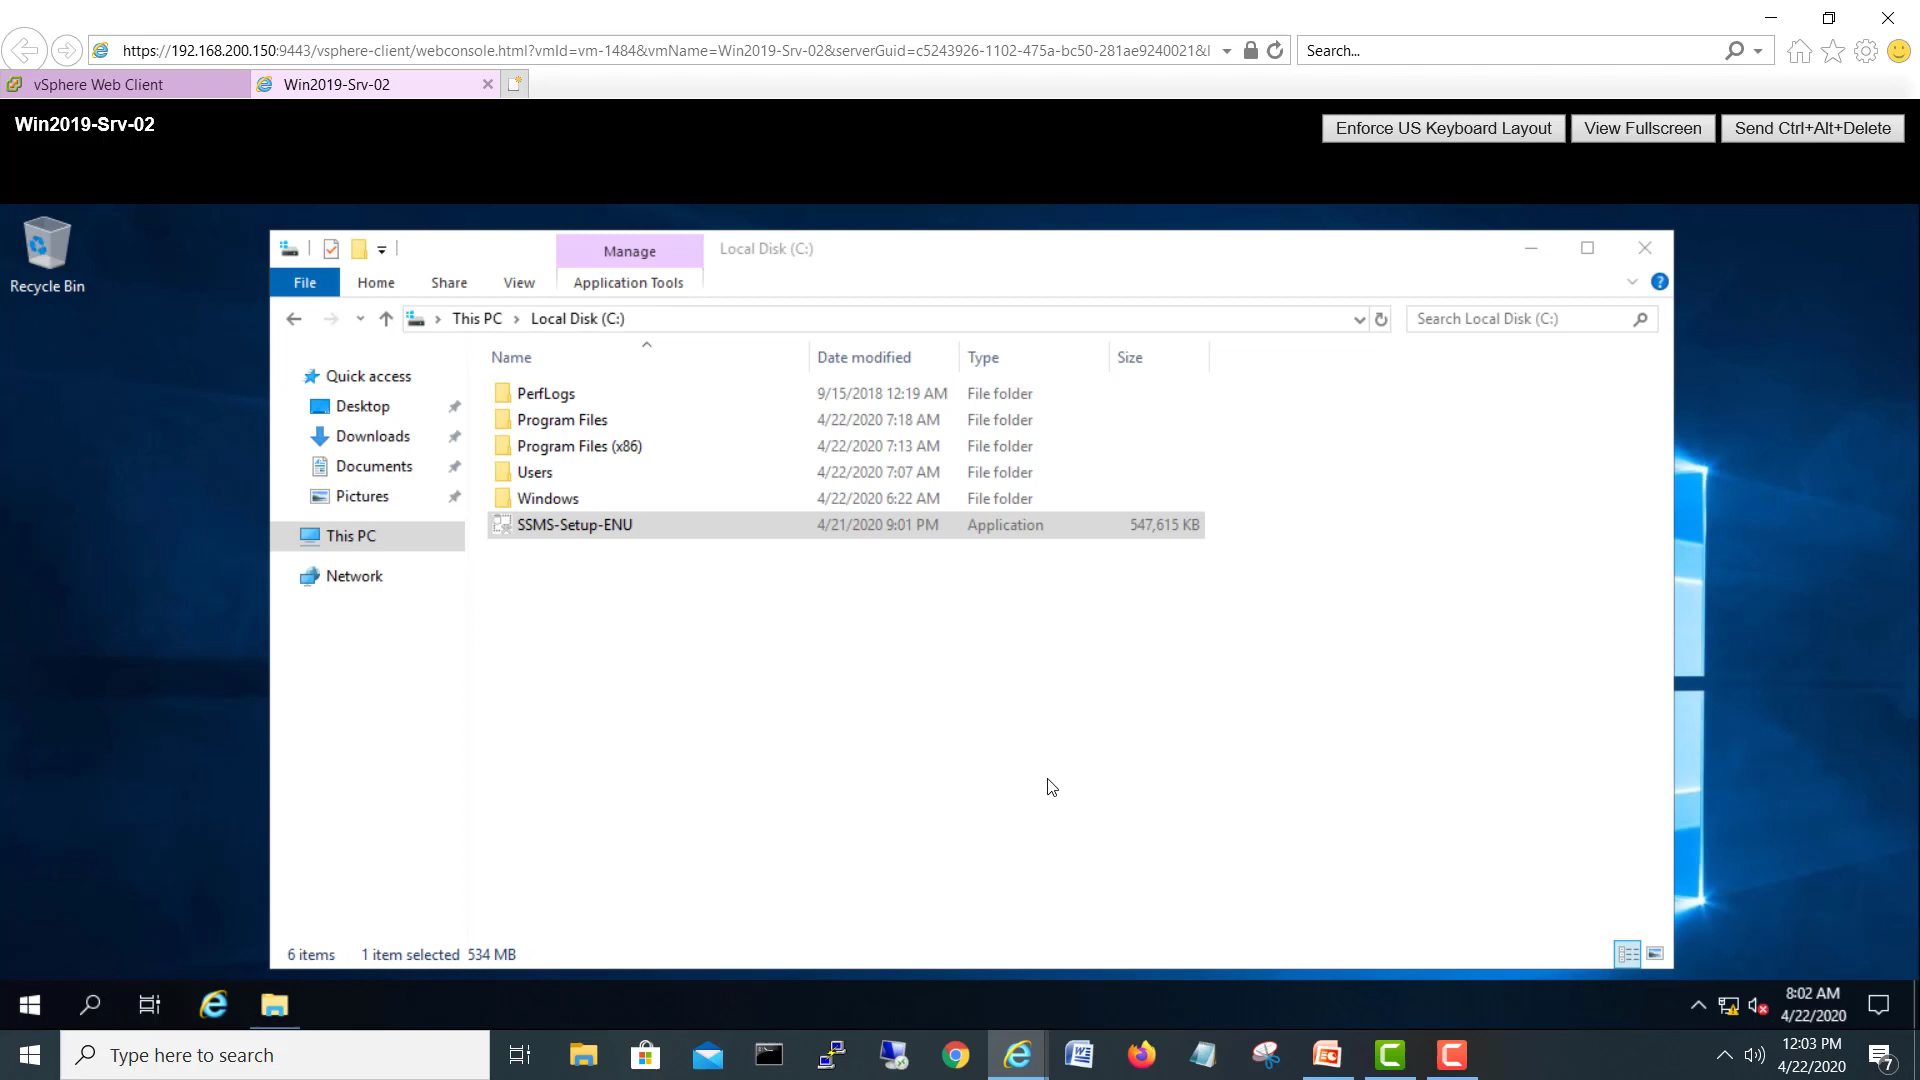 https://192.168.200.150:9443/vsphere-client/webconsole.html?vmId=vm-1484&vmName=Win2019-Srv-02&serverGuid=c5243926-1102-475a-bc50-281ae9240021&l
Search...
vSphere Web Client
Win2019-Srv-02
Win2019-Srv-02
Enforce US Keyboard Layout
View Fullscreen
Send Ctrl+Alt+Delete
Recycle Bin
Manage
Local Disk (C:)
File
Home
Share
View
Application Tools
This PC
Local Disk (C:)
Search Local Disk (C:)
Name
Date modified
Type
Size
Quick access
Desktop
Downloads
Documents
Pictures
This PC
Network
PerfLogs 9/15/2018 12:19 AM File folder
Program Files 4/22/2020 7:18 AM File folder
Program Files (x86) 4/22/2020 7:13 AM File folder
Users 4/22/2020 7:07 AM File folder
Windows 4/22/2020 6:22 AM File folder
SSMS-Setup-ENU 4/21/2020 9:01 PM Application 547,615 KB
6 items 1 item selected 534 MB
8:02 AM
4/22/2020
Type here to search
12:03 PM
4/22/2020
7